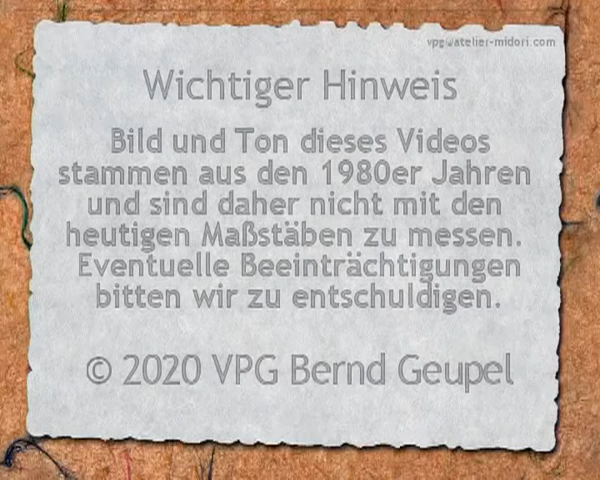 vpg@atelier-midori.com
Wichtiger Hinweis
Bild und Ton dieses Videos
stammen aus den 1980er Jahren
und sind daher nicht mit den
heutigen Maßstäben zu messen.
Eventuelle Beeinträchtigungen
bitten wir zu entschuldigen.
© 2020 VPG Bernd Geupel